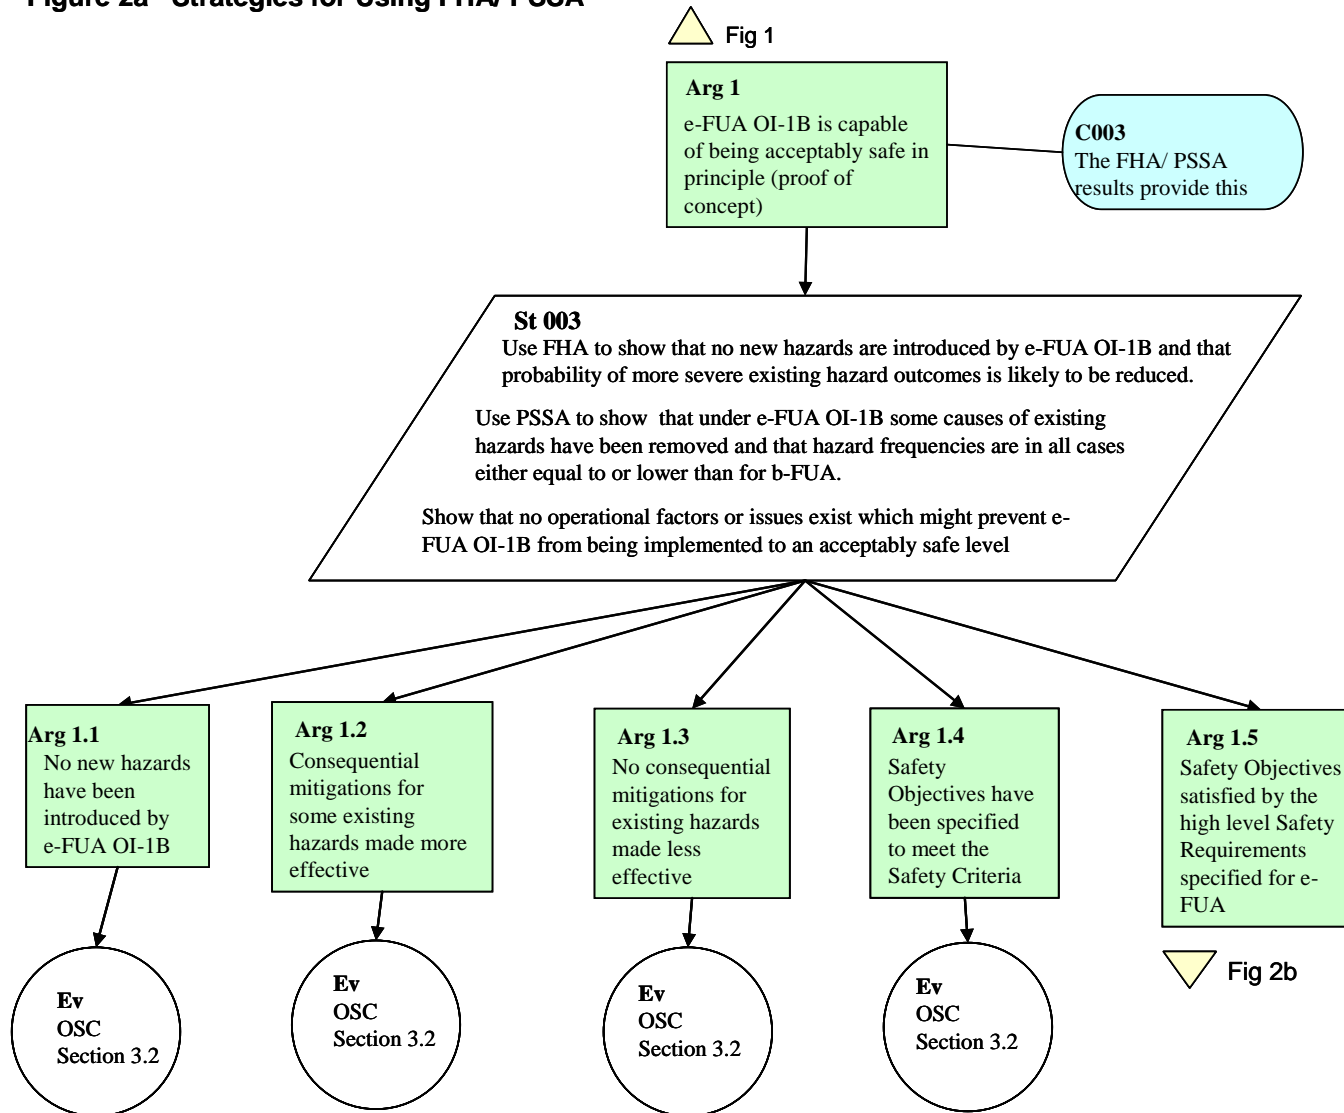 Figure 2a Strategies for Using FHA/ PSSA
Fig 1
Arg 1
e-FUA OI-1B is capable
of being acceptably safe in
principle (proof of
concept)
C003
The FHA/ PSSA
results provide this
St 003
Use FHA to show that no new hazards are introduced by e-FUA OI-1B and that
probability of more severe existing hazard outcomes is likely to be reduced.
Use PSSA to show that under e-FUA OI-1B some causes of existing
hazards have been removed and that hazard frequencies are in all cases
either equal to or lower than for b-FUA.
Show that no operational factors or issues exist which might prevent e-
FUA OI-1B from being implemented to an acceptably safe level
Arg 1.1
No new hazards
have been
introduced by
e-FUA OI-1B
Arg 1.2
Consequential
mitigations for
some existing
hazards made more
effective
Arg 1.3
No consequential
mitigations for
existing hazards
made less
effective
Arg 1.4
Safety
Objectives have
been specified
to meet the
Safety Criteria
Arg 1.5
Safety Objectives
satisfied by the
high level Safety
Requirements
specified for e-
FUA
Ev
OSC
Section 3.2
Ev
OSC
Section 3.2
Ev
OSC
Section 3.2
Ev
OSC
Section 3.2
Fig 2b